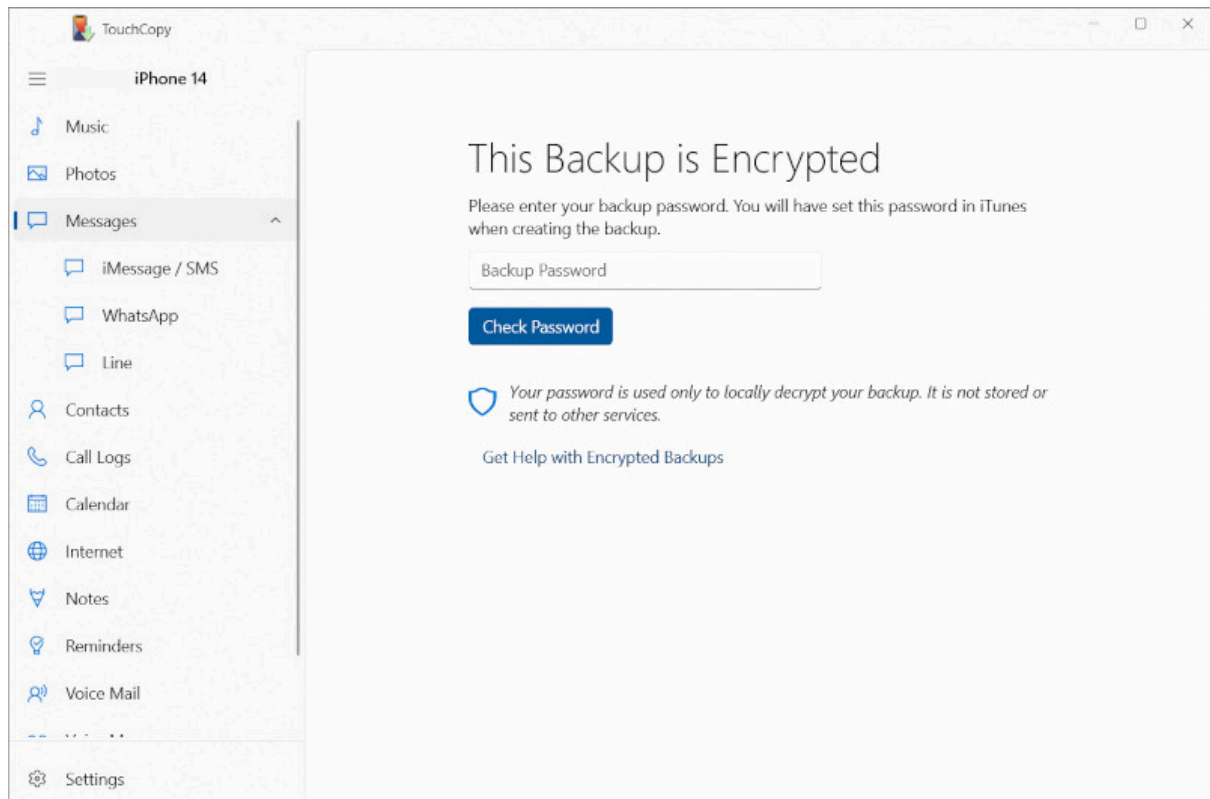 TouchCopy
iPhone 14
Music
Photos
Messages
iMessage / SMS
WhatsApp
Line
Contacts
Call Logs
Calendar
Internet
Notes
Reminders
Voice Mail
Settings
This Backup is Encrypted
Please enter your backup password. You will have set this password in iTunes
when creating the backup.
Backup Password
Check Password
Your password is used only to locally decrypt your backup. It is not stored or
sent to other services.
Get Help with Encrypted Backups